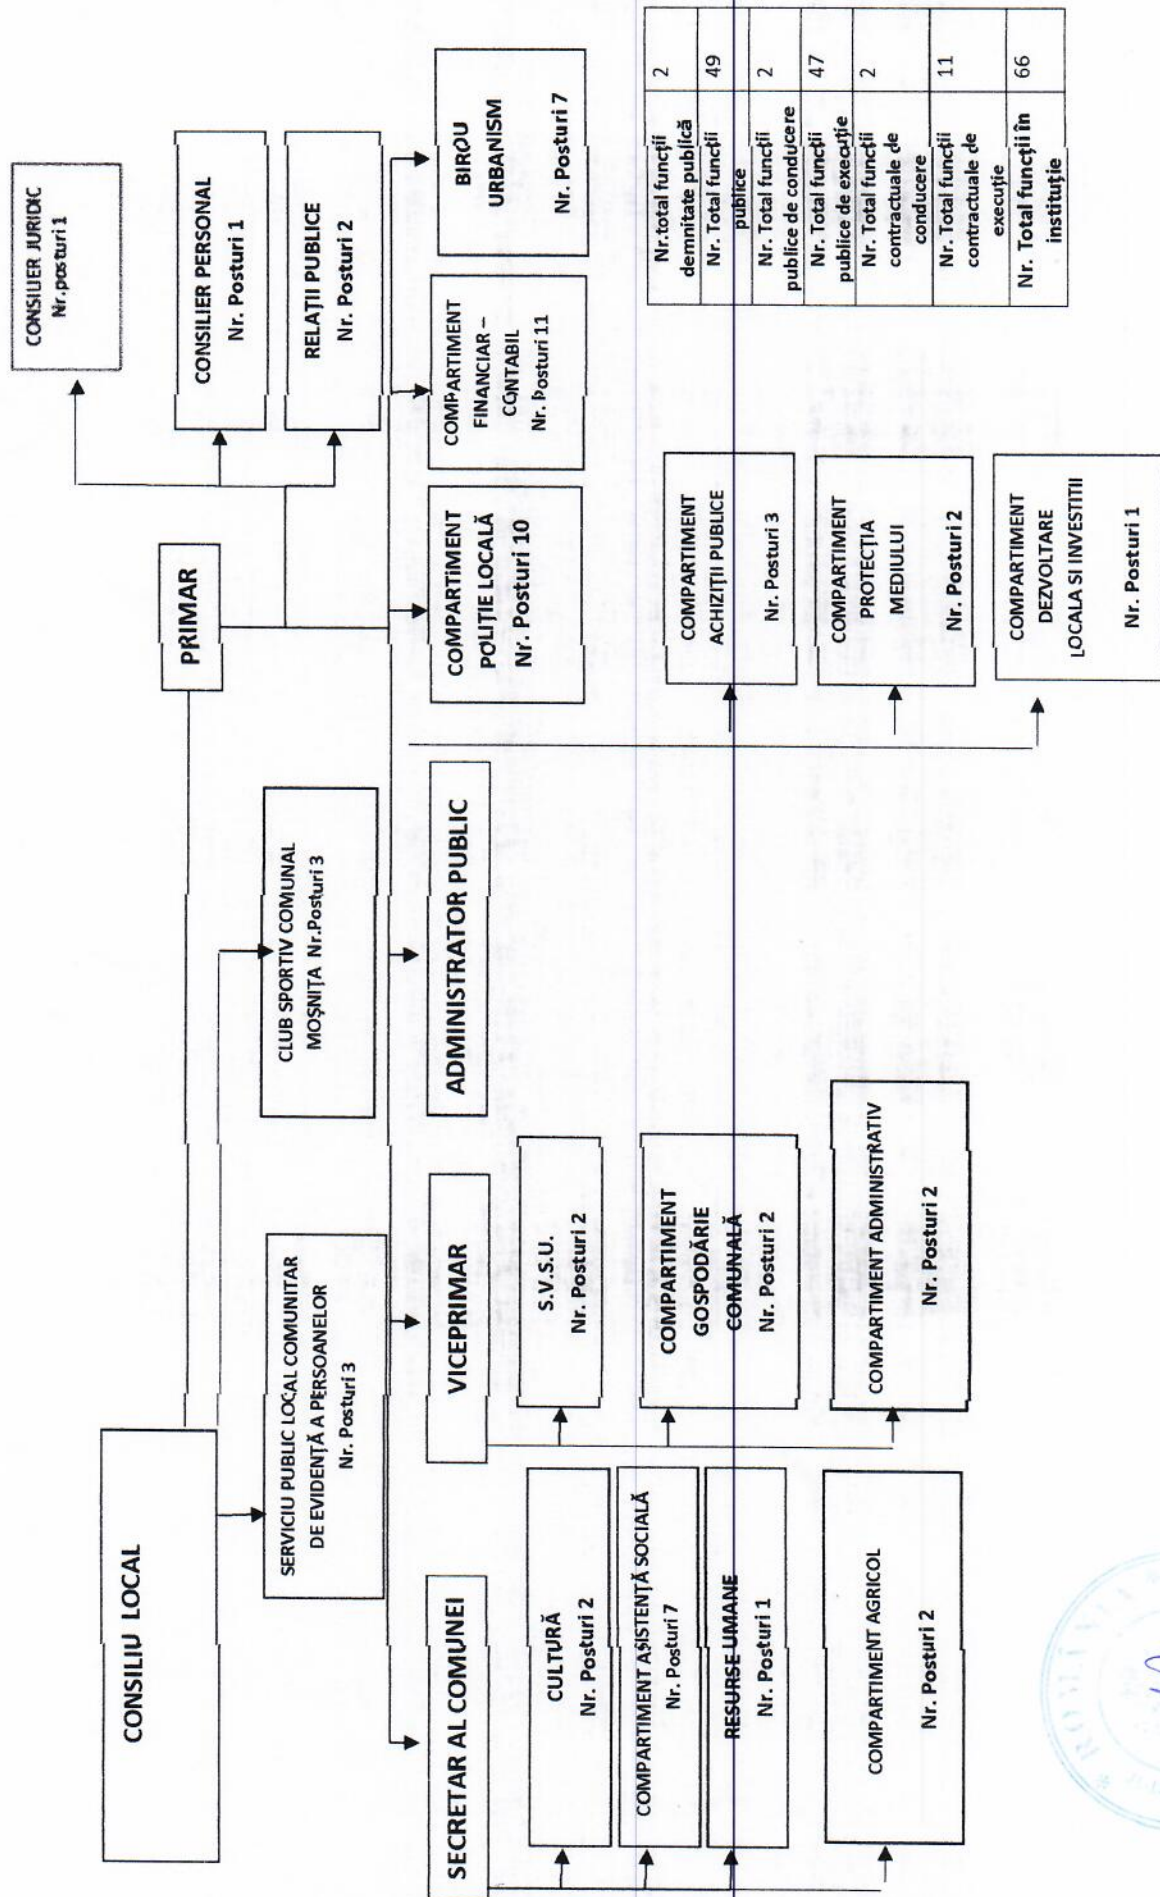 CONSILIU LOCAL
PRIMAR
CONSILIER JURIDIC
Nr.posturi 1
CONSILIER PERSONAL
Nr. Posturi 1
RELAȚII PUBLICE
Nr. Posturi 2
SERVICIU PUBLIC LOCAL COMUNITAR
DE EVIDENȚĂ A PERSOANELOR
Nr. Posturi 3
CLUB SPORTIV COMUNAL
MOȘNIȚA Nr.Posturi 3
SECRETAR AL COMUNEI
VICEPRIMAR
ADMINISTRATOR PUBLIC
COMPARTIMENT
POLIȚIE LOCALĂ
Nr. Posturi 10
COMPARTIMENT
FINANCIAR –
CONTABIL
Nr. Posturi 11
BIROU
URBANISM
Nr. Posturi 7
CULTURĂ
Nr. Posturi 2
COMPARTIMENT ASISTENȚĂ SOCIALĂ
Nr. Posturi 7
RESURSE UMANE
Nr. Posturi 1
COMPARTIMENT AGRICOL
Nr. Posturi 2
S.V.S.U.
Nr. Posturi 2
COMPARTIMENT
GOSPODĂRIE
COMUNALĂ
Nr. Posturi 2
COMPARTIMENT ADMINISTRATIV
Nr. Posturi 2
COMPARTIMENT
ACHIZIȚII PUBLICE
Nr. Posturi 3
COMPARTIMENT
PROTECȚIA
MEDIULUI
Nr. Posturi 2
COMPARTIMENT
DEZVOLTARE
LOCALA SI INVESTITII
Nr. Posturi 1
Nr.total funcții
demnitate publică
2
Nr. Total funcții
publice
49
Nr. Total funcții
publice de conducere
2
Nr. Total funcții
publice de execuție
47
Nr. Total funcții
contractuale de
conducere
2
Nr. Total funcții
contractuale de
execuție
11
Nr. Total funcții în
instituție
66
ROMÂNIA